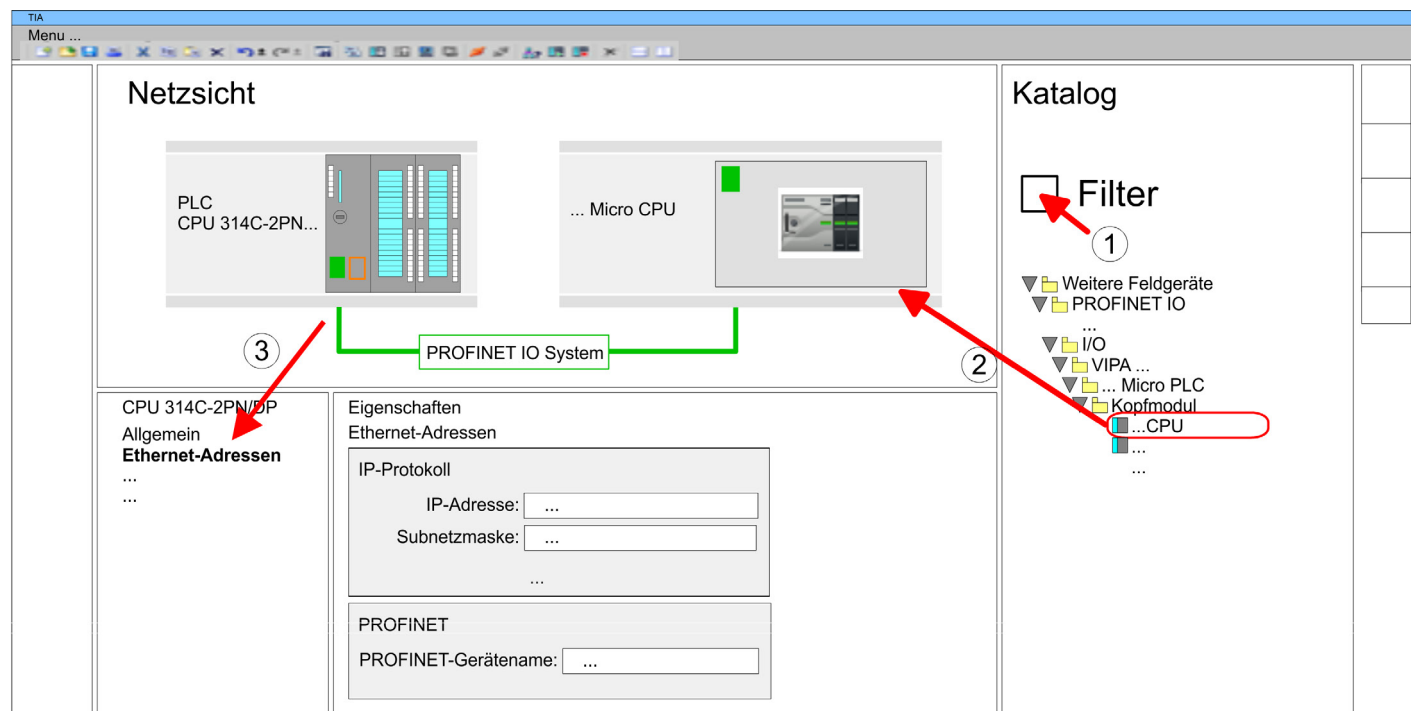 TIA
Menu ...
Netzsicht
PLC
CPU 314C-2PN...
... Micro CPU
PROFINET IO System
3
2
CPU 314C-2PN/DP
Allgemein
Ethernet-Adressen
...
...
Eigenschaften
Ethernet-Adressen
IP-Protokoll
IP-Adresse: ...
Subnetzmaske: ...
...
PROFINET
PROFINET-Gerätename: ...
Katalog
Filter
1
Weitere Feldgeräte
PROFINET IO
...
I/O
VIPA ...
... Micro PLC
Kopfmodul
...CPU
...
...